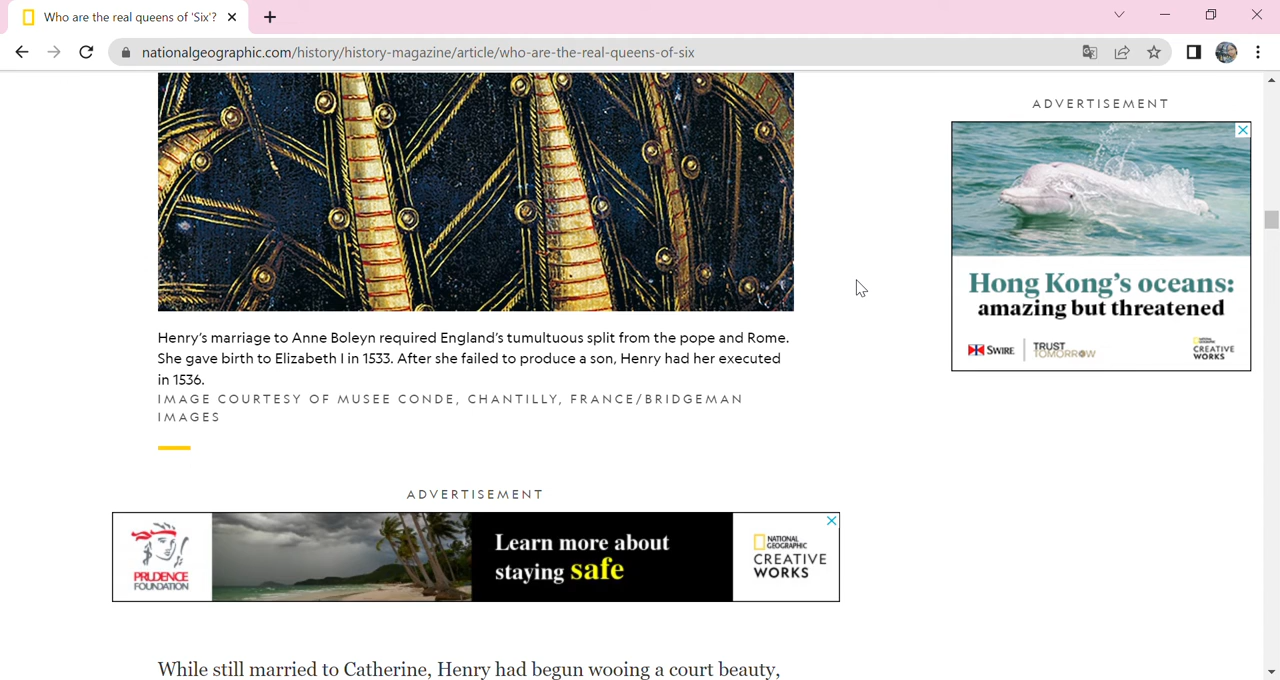 Who are the real queens of 'Six'?
nationalgeographic.com/history/history-magazine/article/who-are-the-real-queens-of-six
ADVERTISEMENT
Hong Kong's oceans:
amazing but threatened
SWIRE
TRUST
TOMORROW
NATIONAL
GEOGRAPHIC
CREATIVE
WORKS
Henry's marriage to Anne Boleyn required England's tumultuous split from the pope and Rome.
She gave birth to Elizabeth I in 1533. After she failed to produce a son, Henry had her executed
in 1536.
IMAGE COURTESY OF MUSEE CONDE, CHANTILLY, FRANCE/BRIDGEMAN
IMAGES
ADVERTISEMENT
PRUDENCE
FOUNDATION
Learn more about
staying safe
NATIONAL
GEOGRAPHIC
CREATIVE
WORKS
While still married to Catherine, Henry had begun wooing a court beauty,